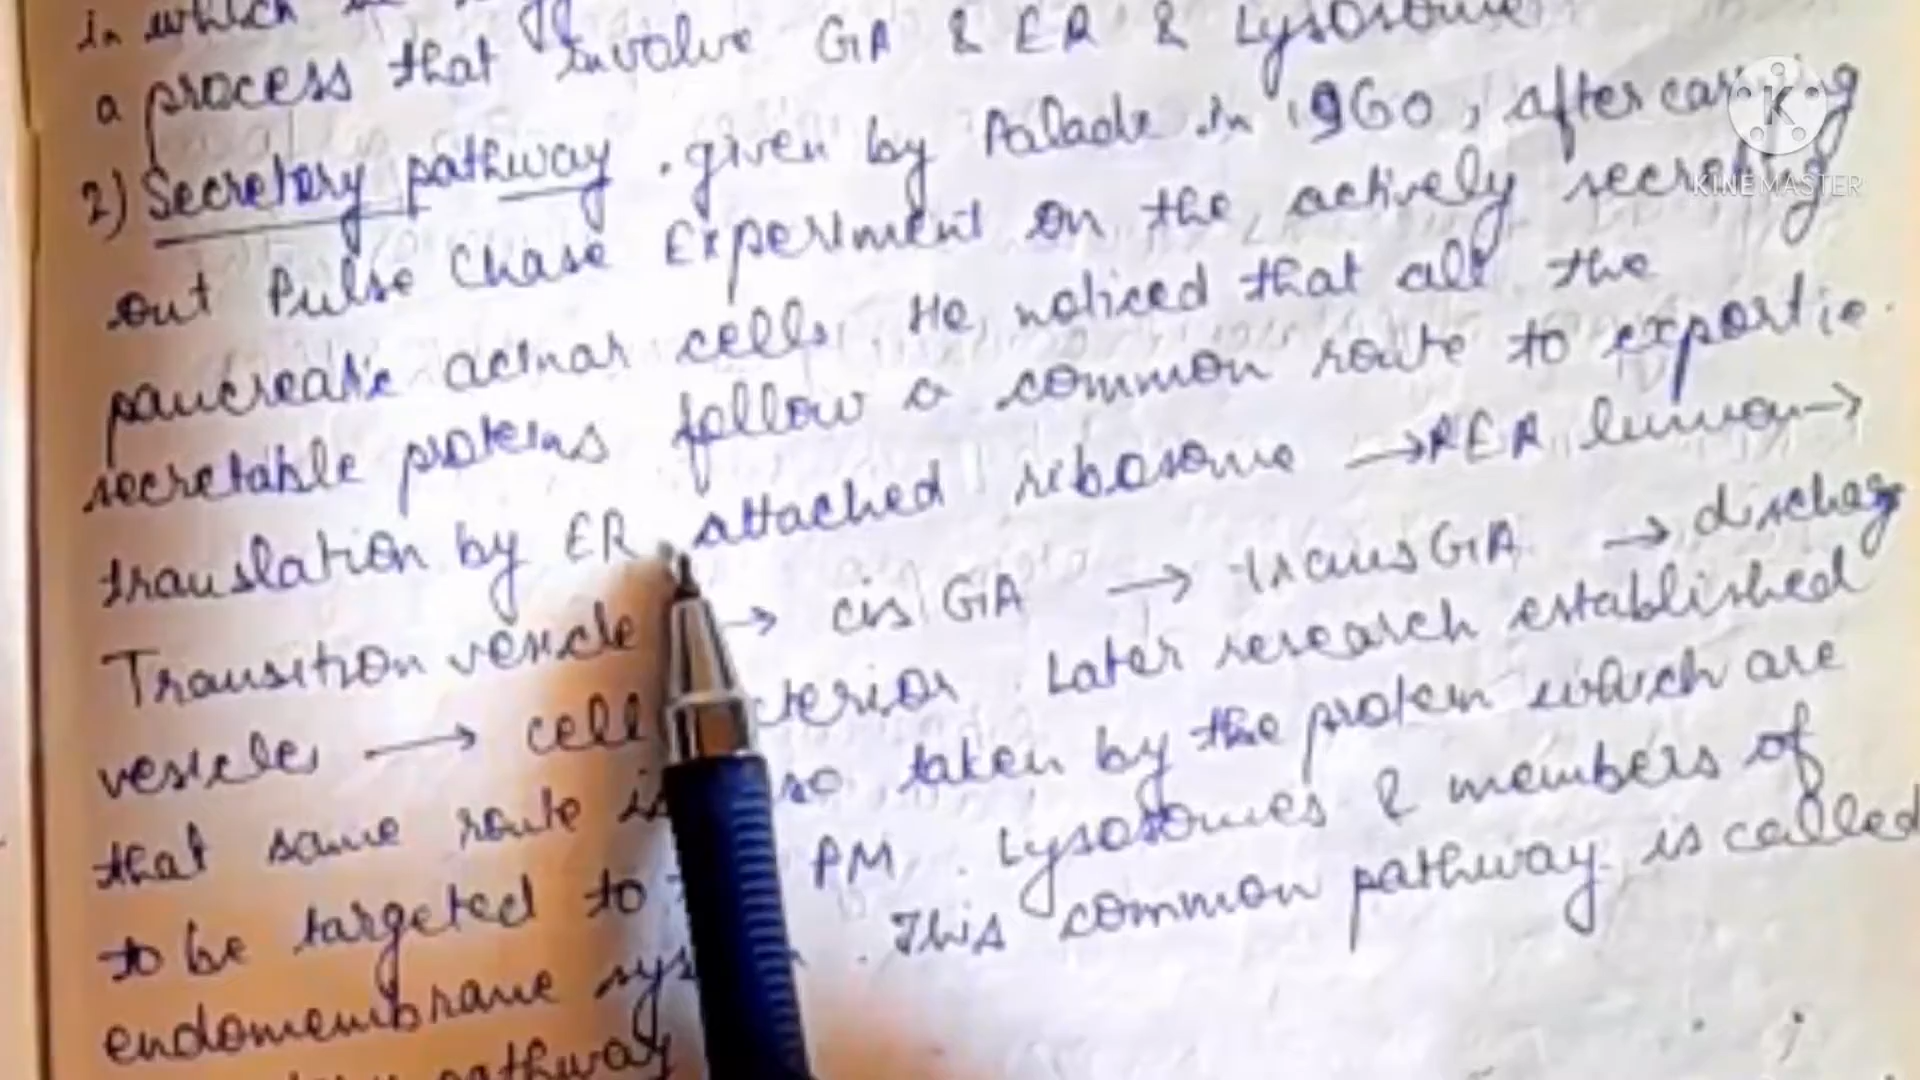 in which
a process that involve GA & ER & Lysosome
2) Secretory pathway . given by Palade in 1960 , after carrying
out Pulse Chase Experiment on the actively secreting
pancreatic acinar cells. He noticed that all the
secretable proteins follow a common route to export ie.
translation by ER attached ribosome → RER lumen →
Transition vesicle → cis GA → trans GA → discharge
vesicles → cell exterior . Later research established
that same route is also taken by the protein which are
to be targeted to PM , Lysosomes & members of
endomembrane system . This common pathway is called
pathway
K
KINEMASTER